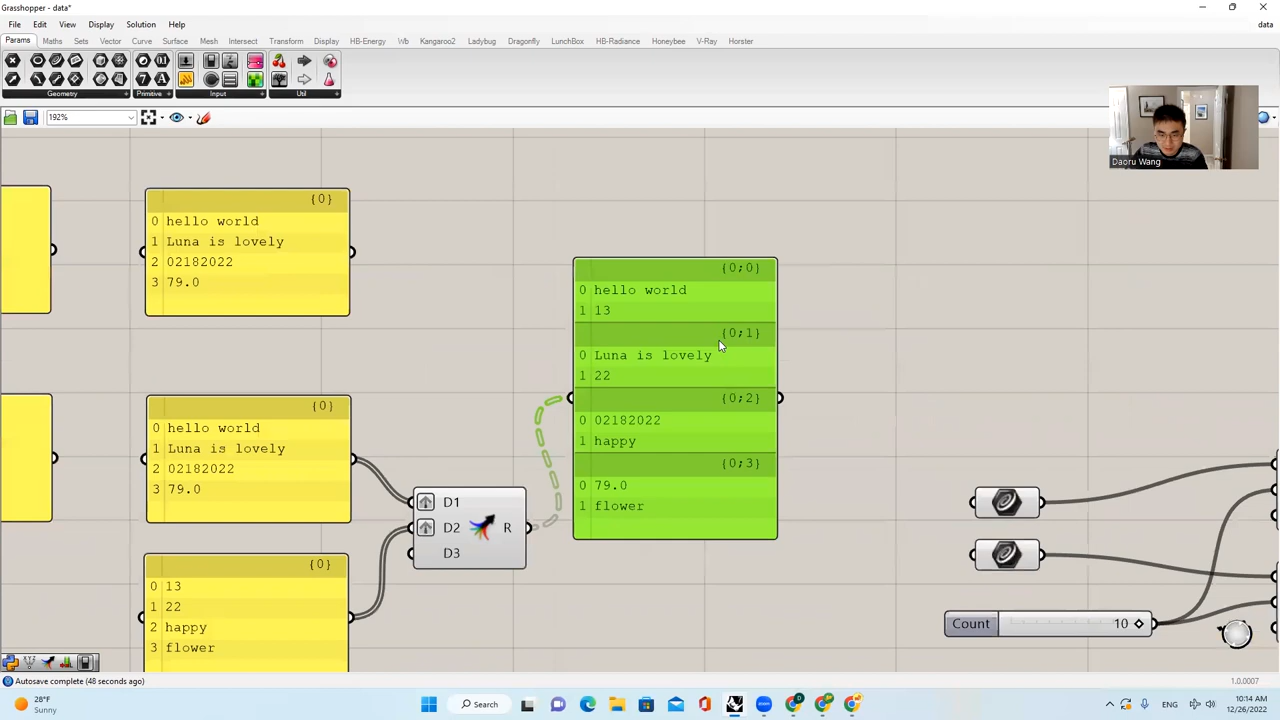 Grasshopper - data*
File Edit View Display Solution Help
Params Maths Sets Vector Curve Surface Mesh Intersect Transform Display HB-Energy Wb Kangaroo2 Ladybug Dragonfly LunchBox HB-Radiance Honeybee V-Ray Horster
Geometry Primitive Input Util
192%
Daoru Wang
{0}
0 hello world
1 Luna is lovely
2 02182022
3 79.0
{0;0}
0 hello world
1 13
{0;1}
0 Luna is lovely
1 22
{0;2}
0 02182022
1 happy
{0;3}
0 79.0
1 flower
{0}
0 hello world
1 Luna is lovely
2 02182022
3 79.0
D1
D2 R
D3
{0}
0 13
1 22
2 happy
3 flower
Count 10
Autosave complete (48 seconds ago)
1.0.0007
28°F
Sunny
Search
ENG
10:14 AM
12/26/2022